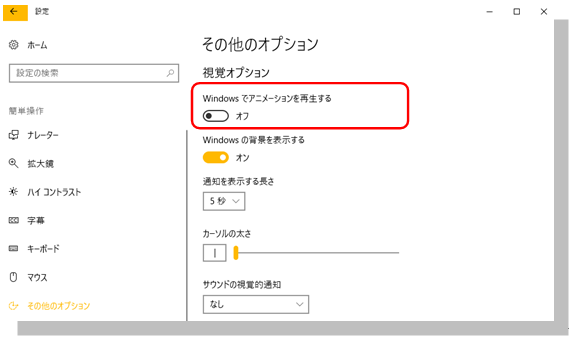 設定
ホーム
設定の検索
簡単操作
ナレーター
拡大鏡
ハイ コントラスト
字幕
キーボード
マウス
その他のオプション
その他のオプション
視覚オプション
Windows でアニメーションを再生する
オフ
Windows の背景を表示する
オン
通知を表示する長さ
5 秒
カーソルの太さ
サウンドの視覚的通知
なし